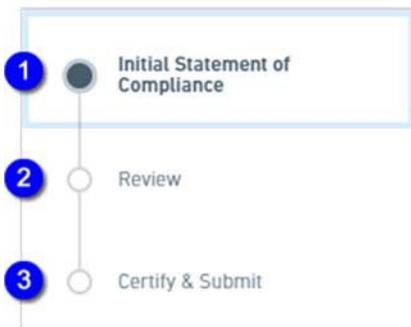 1
Initial Statement of
Compliance
2
Review
3
Certify & Submit